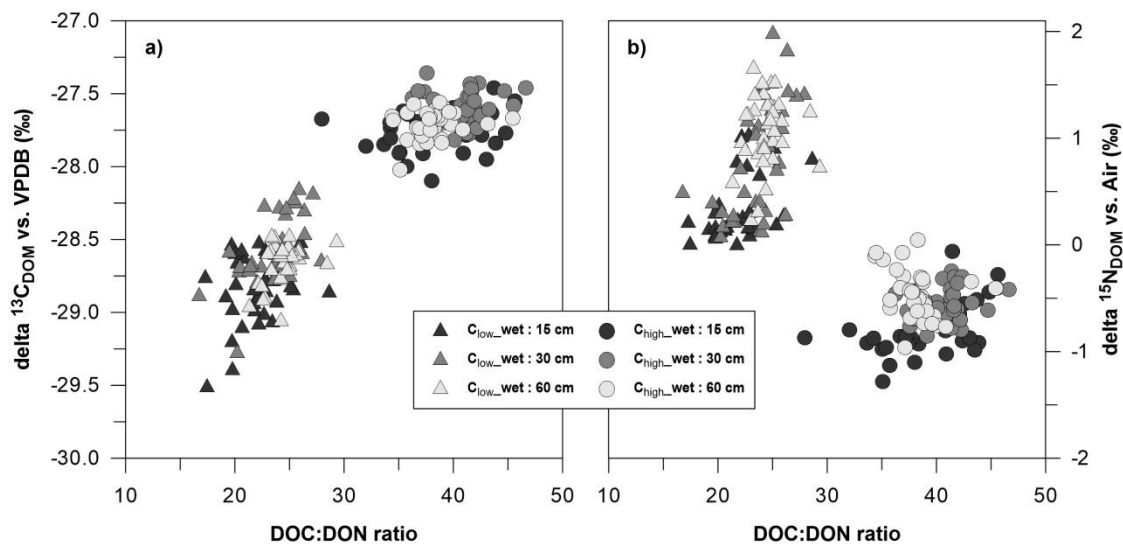 a)
b)
-27.0
-27.5
-28.0
-28.5
-29.0
-29.5
-30.0
delta ¹³C_DOM vs. VPDB (‰)
10 20 30 40 50
DOC:DON ratio
2
1
0
-1
-2
delta ¹⁵N_DOM vs. Air (‰)
10 20 30 40 50
DOC:DON ratio
C_low_wet : 15 cm
C_low_wet : 30 cm
C_low_wet : 60 cm
C_high_wet : 15 cm
C_high_wet : 30 cm
C_high_wet : 60 cm